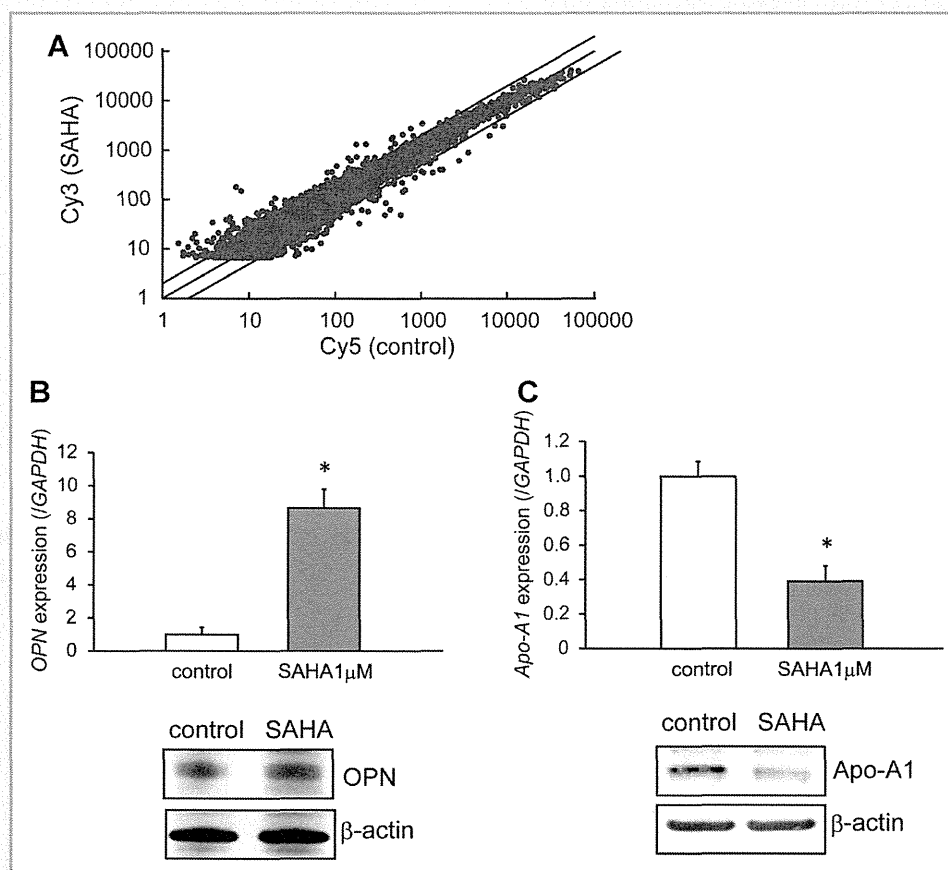 A
Cy3 (SAHA)
100000
10000
1000
100
10
1
1 10 100 1000 10000 100000
Cy5 (control)
B
OPN expression (/GAPDH)
12
10
8
6
4
2
0
*
control SAHA1μM
control SAHA
OPN
β-actin
C
Apo-A1 expression (/GAPDH)
1.2
1.0
0.8
0.6
0.4
0.2
0
*
control SAHA1μM
control SAHA
Apo-A1
β-actin